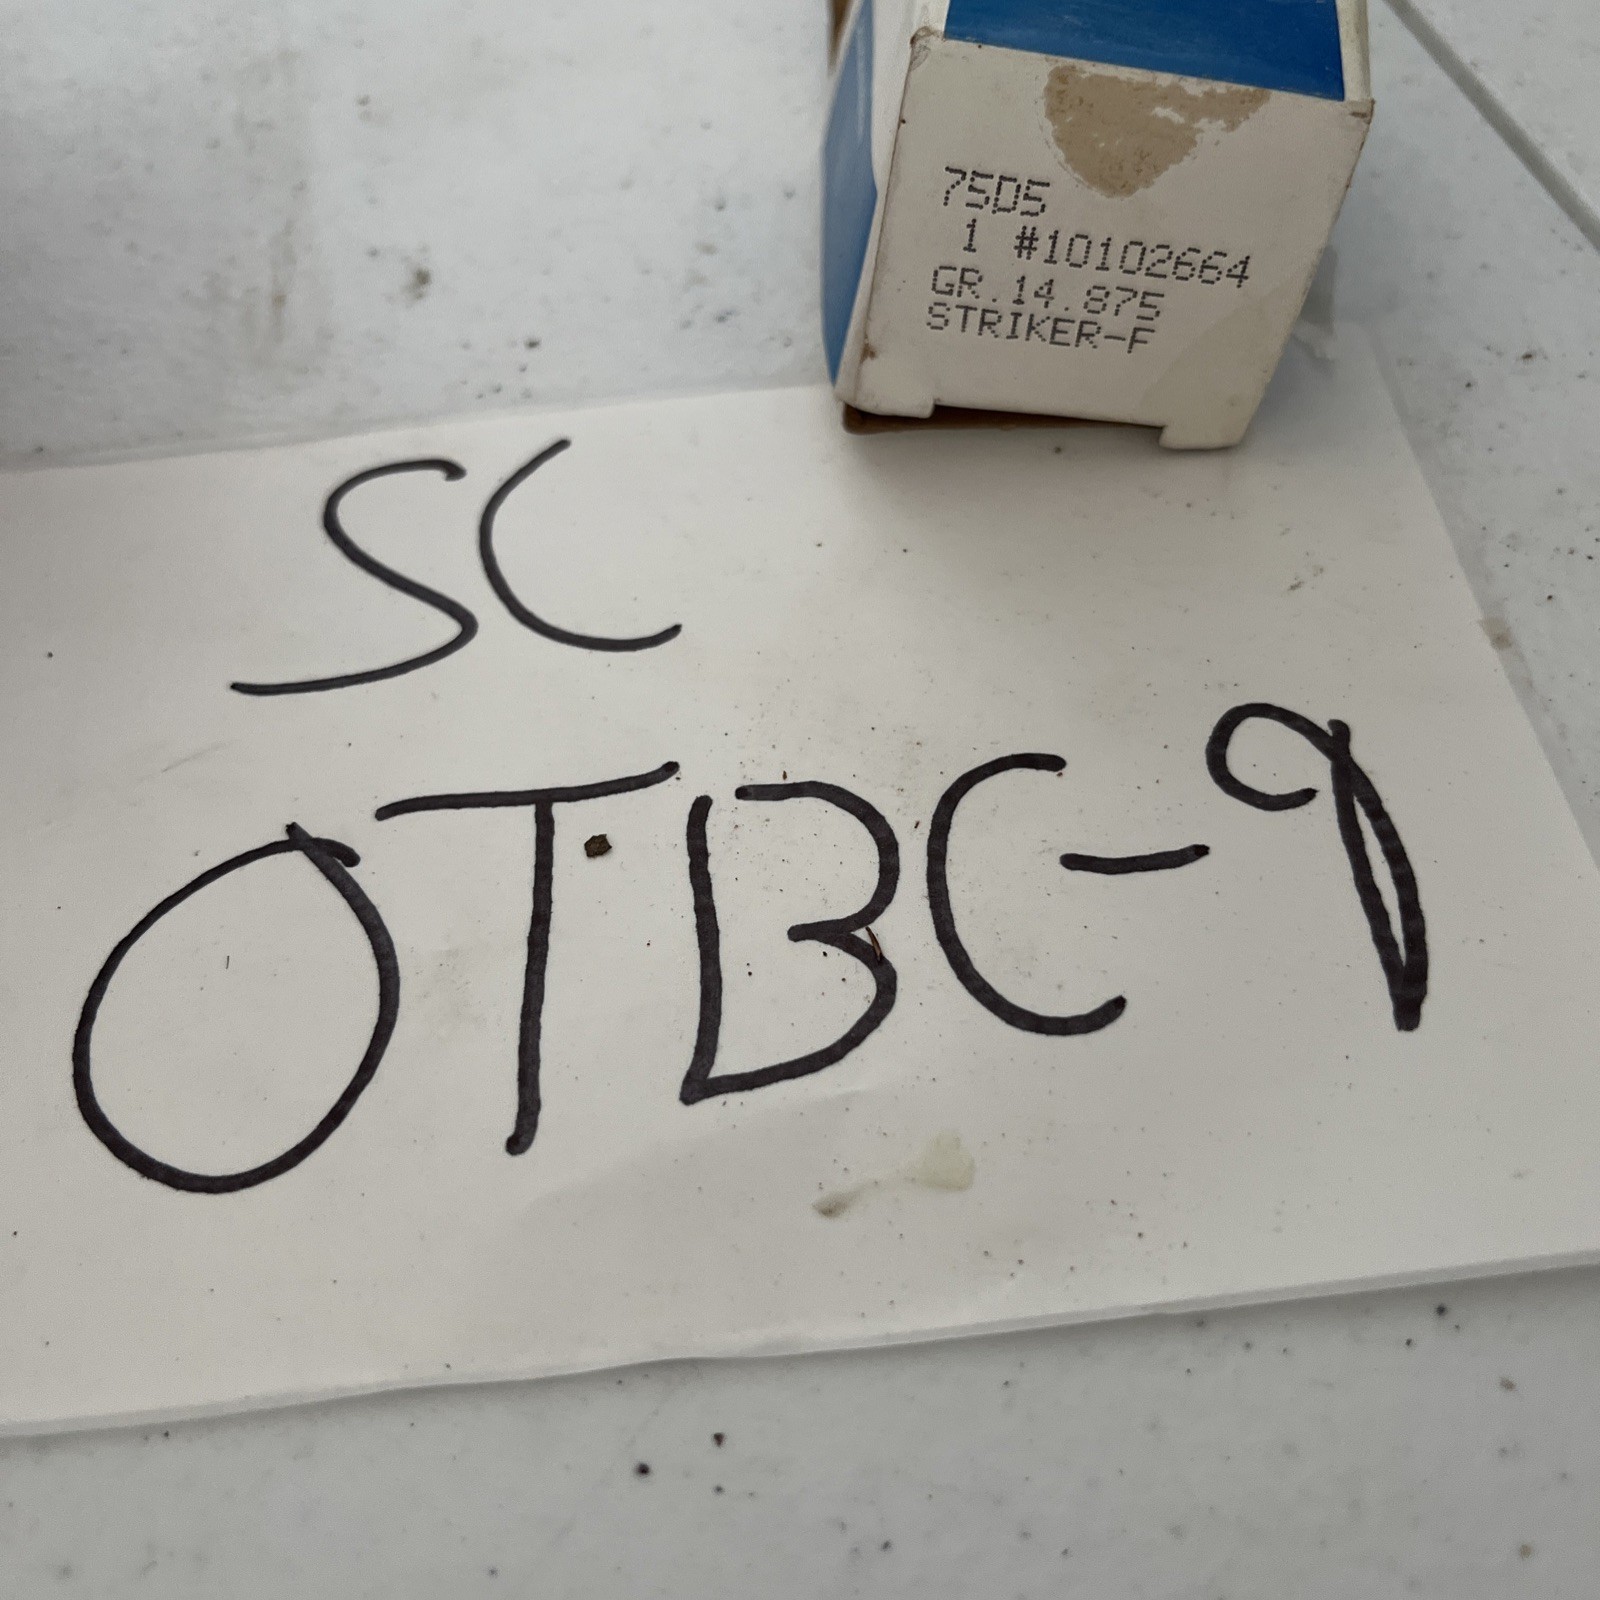 75D5
1 #10102664
GR.14.875
STRIKER-F
SC
OTBC-9